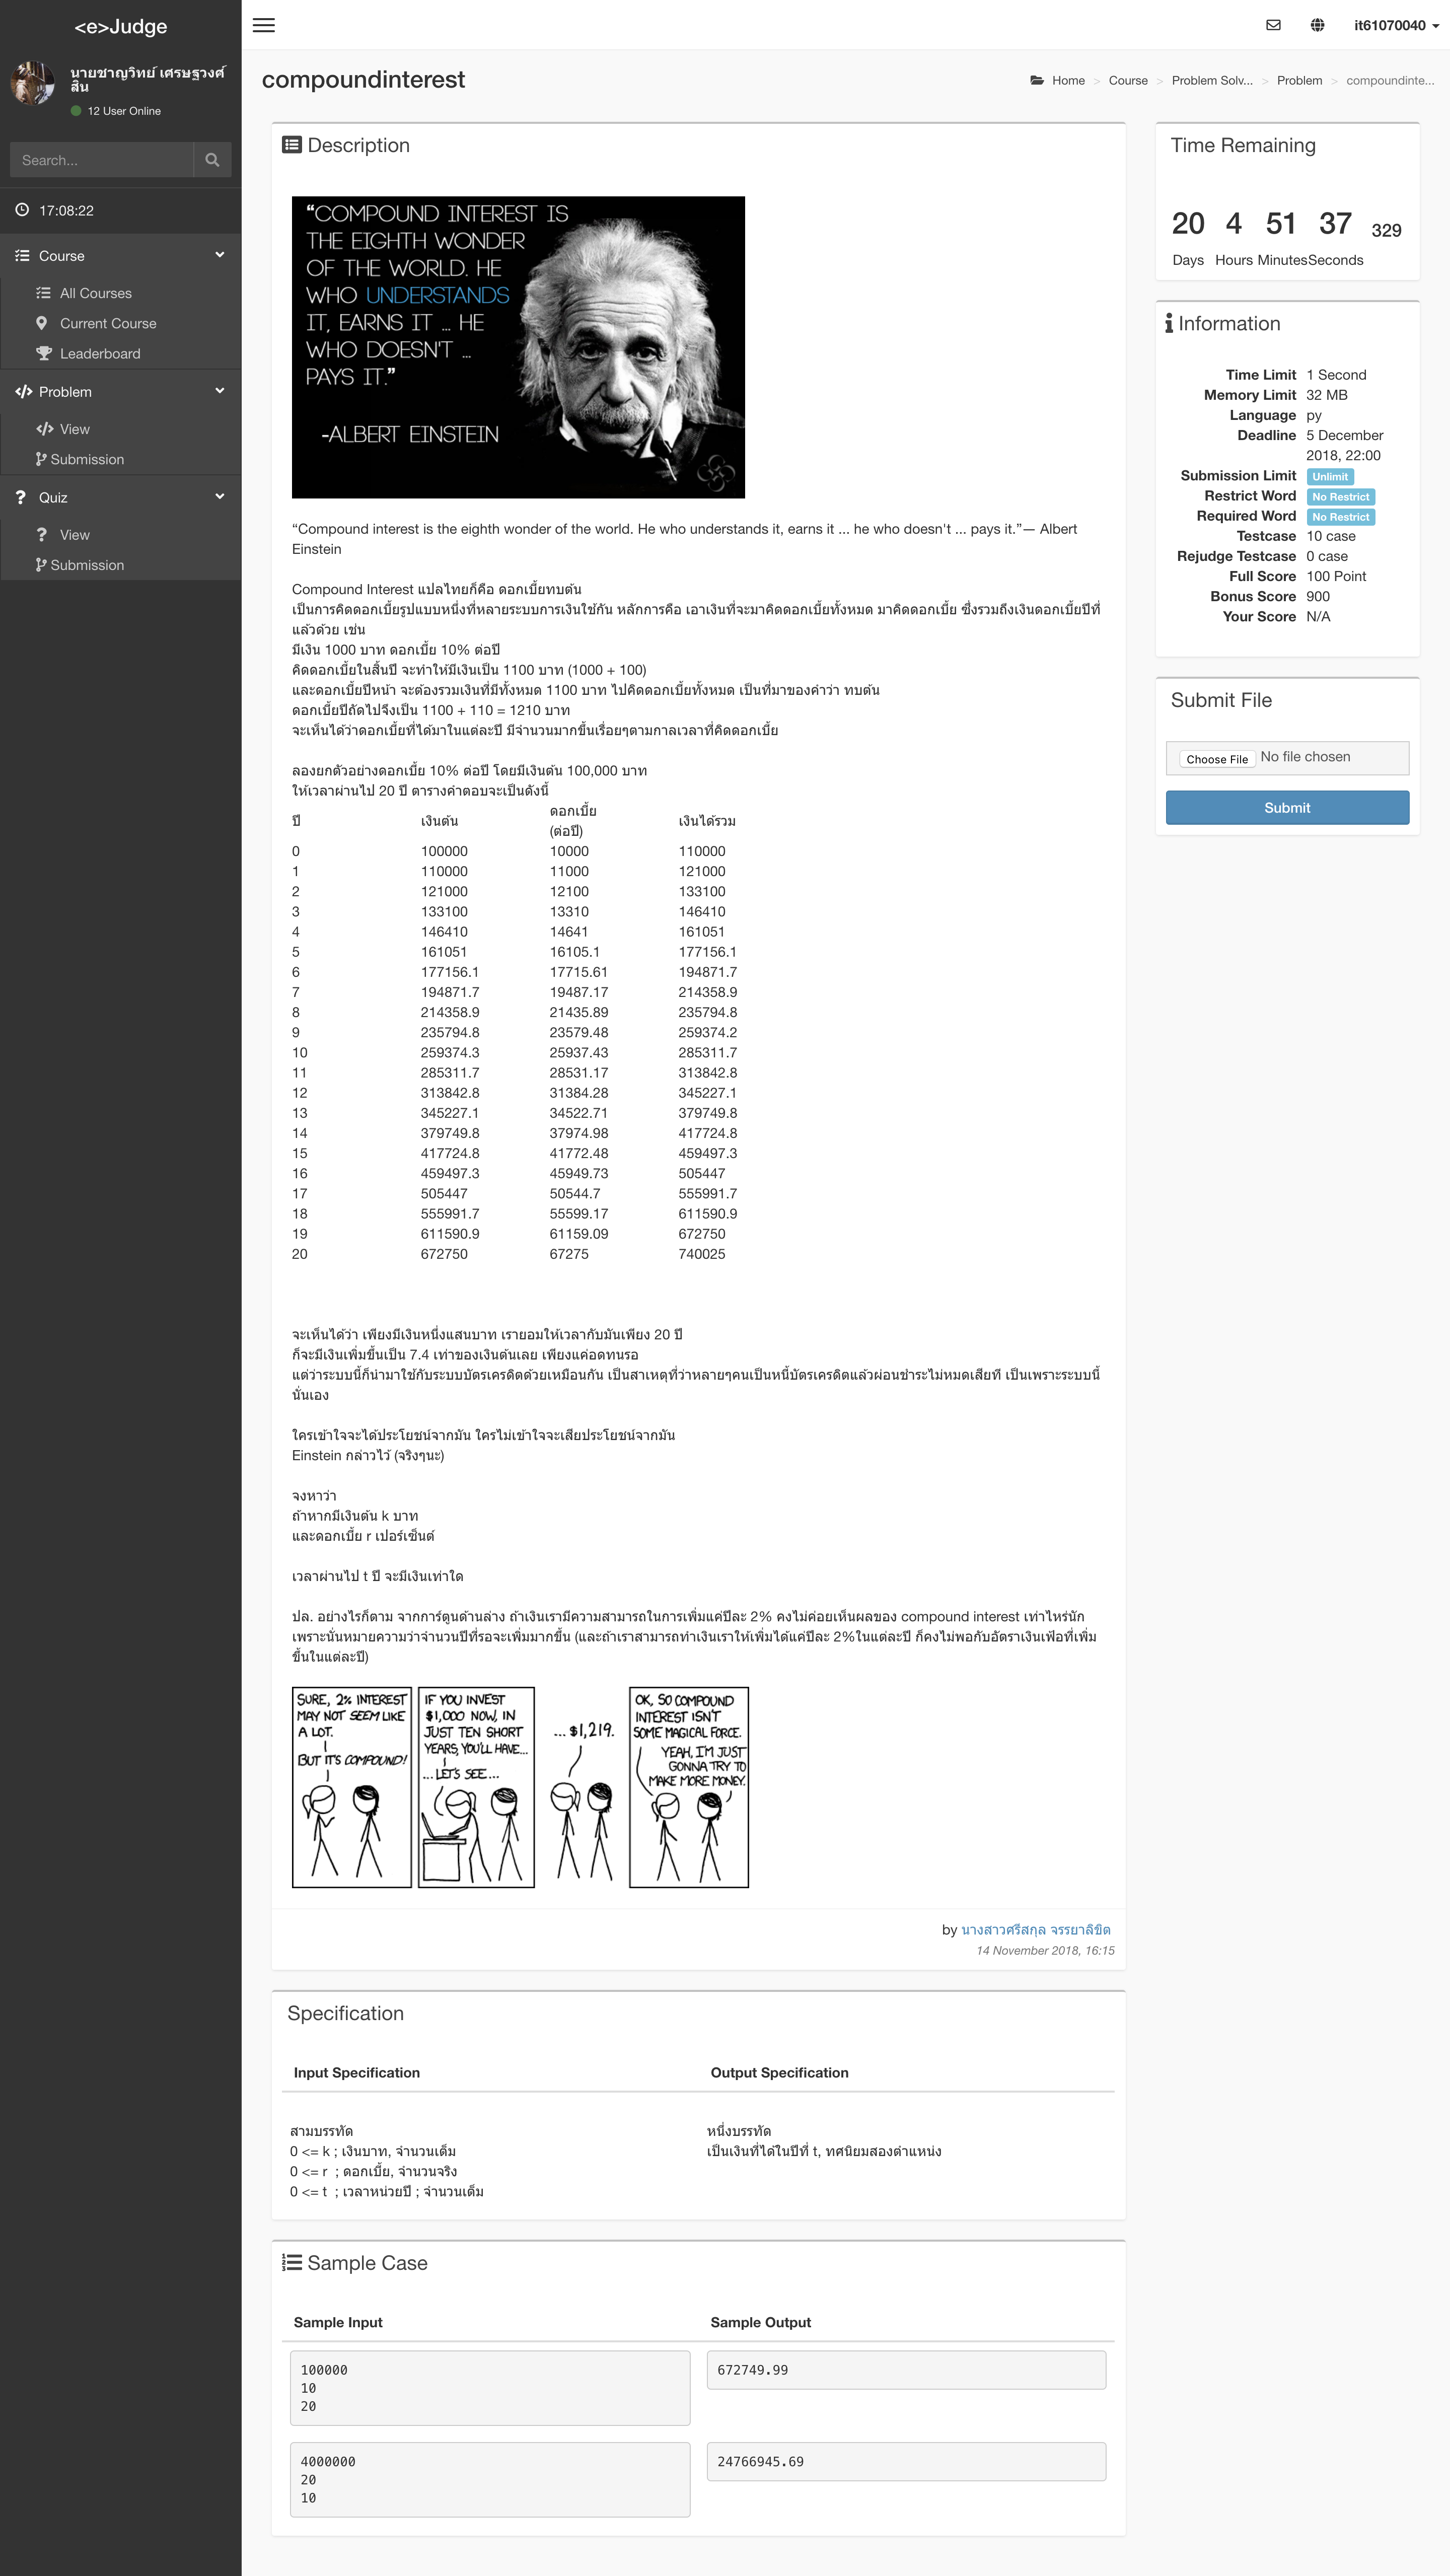 <e>Judge
it61070040
นายชาญวิทย์ เศรษฐวงศ์
สิน
12 User Online
Search...
17:08:22
Course
All Courses
Current Course
Leaderboard
Problem
View
Submission
Quiz
View
Submission
compoundinterest
Home > Course > Problem Solv... > Problem > compoundinte...
Description
“COMPOUND INTEREST IS
THE EIGHTH WONDER
OF THE WORLD. HE
WHO UNDERSTANDS
IT, EARNS IT ... HE
WHO DOESN'T ...
PAYS IT.”
-ALBERT EINSTEIN
“Compound interest is the eighth wonder of the world. He who understands it, earns it ... he who doesn't ... pays it.”― Albert
Einstein
Compound Interest แปลไทยก็คือ ดอกเบี้ยทบต้น
เป็นการคิดดอกเบี้ยรูปแบบหนึ่งที่หลายระบบการเงินใช้กัน หลักการคือ เอาเงินที่จะมาคิดดอกเบี้ยทั้งหมด มาคิดดอกเบี้ย ซึ่งรวมถึงเงินดอกเบี้ยปีที่
แล้วด้วย เช่น
มีเงิน 1000 บาท ดอกเบี้ย 10% ต่อปี
คิดดอกเบี้ยในสิ้นปี จะทำให้มีเงินเป็น 1100 บาท (1000 + 100)
และดอกเบี้ยปีหน้า จะต้องรวมเงินที่มีทั้งหมด 1100 บาท ไปคิดดอกเบี้ยทั้งหมด เป็นที่มาของคำว่า ทบต้น
ดอกเบี้ยปีถัดไปจึงเป็น 1100 + 110 = 1210 บาท
จะเห็นได้ว่าดอกเบี้ยที่ได้มาในแต่ละปี มีจำนวนมากขึ้นเรื่อยๆตามกาลเวลาที่คิดดอกเบี้ย
ลองยกตัวอย่างดอกเบี้ย 10% ต่อปี โดยมีเงินต้น 100,000 บาท
ให้เวลาผ่านไป 20 ปี ตารางคำตอบจะเป็นดังนี้
ปี เงินต้น ดอกเบี้ย (ต่อปี) เงินได้รวม
0 100000 10000 110000
1 110000 11000 121000
2 121000 12100 133100
3 133100 13310 146410
4 146410 14641 161051
5 161051 16105.1 177156.1
6 177156.1 17715.61 194871.7
7 194871.7 19487.17 214358.9
8 214358.9 21435.89 235794.8
9 235794.8 23579.48 259374.2
10 259374.3 25937.43 285311.7
11 285311.7 28531.17 313842.8
12 313842.8 31384.28 345227.1
13 345227.1 34522.71 379749.8
14 379749.8 37974.98 417724.8
15 417724.8 41772.48 459497.3
16 459497.3 45949.73 505447
17 505447 50544.7 555991.7
18 555991.7 55599.17 611590.9
19 611590.9 61159.09 672750
20 672750 67275 740025
จะเห็นได้ว่า เพียงมีเงินหนึ่งแสนบาท เรายอมให้เวลากับมันเพียง 20 ปี
ก็จะมีเงินเพิ่มขึ้นเป็น 7.4 เท่าของเงินต้นเลย เพียงแค่อดทนรอ
แต่ว่าระบบนี้ก็นำมาใช้กับระบบบัตรเครดิตด้วยเหมือนกัน เป็นสาเหตุที่ว่าหลายๆคนเป็นหนี้บัตรเครดิตแล้วผ่อนชำระไม่หมดเสียที เป็นเพราะระบบนี้
นั่นเอง
ใครเข้าใจจะได้ประโยชน์จากมัน ใครไม่เข้าใจจะเสียประโยชน์จากมัน
Einstein กล่าวไว้ (จริงๆนะ)
จงหาว่า
ถ้าหากมีเงินต้น k บาท
และดอกเบี้ย r เปอร์เซ็นต์
เวลาผ่านไป t ปี จะมีเงินเท่าใด
ปล. อย่างไรก็ตาม จากการ์ตูนด้านล่าง ถ้าเงินเรามีความสามารถในการเพิ่มแค่ปีละ 2% คงไม่ค่อยเห็นผลของ compound interest เท่าไหร่นัก
เพราะนั่นหมายความว่าจำนวนปีที่รอจะเพิ่มมากขึ้น (และถ้าเราสามารถทำเงินเราให้เพิ่มได้แค่ปีละ 2%ในแต่ละปี ก็คงไม่พอกับอัตราเงินเฟ้อที่เพิ่ม
ขึ้นในแต่ละปี)
SURE, 2% INTEREST
MAY NOT SEEM LIKE
A LOT.
BUT IT'S COMPOUND!
IF YOU INVEST
$1,000 NOW, IN
JUST TEN SHORT
YEARS, YOU'LL HAVE...
...LET'S SEE...
...$1,219.
OK, SO COMPOUND
INTEREST ISN'T
SOME MAGICAL FORCE.
YEAH, I'M JUST
GONNA TRY TO
MAKE MORE MONEY.
by นางสาวศรีสกุล จรรยาลิขิต
14 November 2018, 16:15
Specification
Input Specification
สามบรรทัด
0 <= k ; เงินบาท, จำนวนเต็ม
0 <= r ; ดอกเบี้ย, จำนวนจริง
0 <= t ; เวลาหน่วยปี ; จำนวนเต็ม
Output Specification
หนึ่งบรรทัด
เป็นเงินที่ได้ในปีที่ t, ทศนิยมสองตำแหน่ง
Sample Case
Sample Input Sample Output
100000
10
20
672749.99
4000000
20
10
24766945.69
Time Remaining
20 4 51 37 329
Days Hours Minutes Seconds
Information
Time Limit 1 Second
Memory Limit 32 MB
Language py
Deadline 5 December
2018, 22:00
Submission Limit Unlimit
Restrict Word No Restrict
Required Word No Restrict
Testcase 10 case
Rejudge Testcase 0 case
Full Score 100 Point
Bonus Score 900
Your Score N/A
Submit File
Choose File No file chosen
Submit